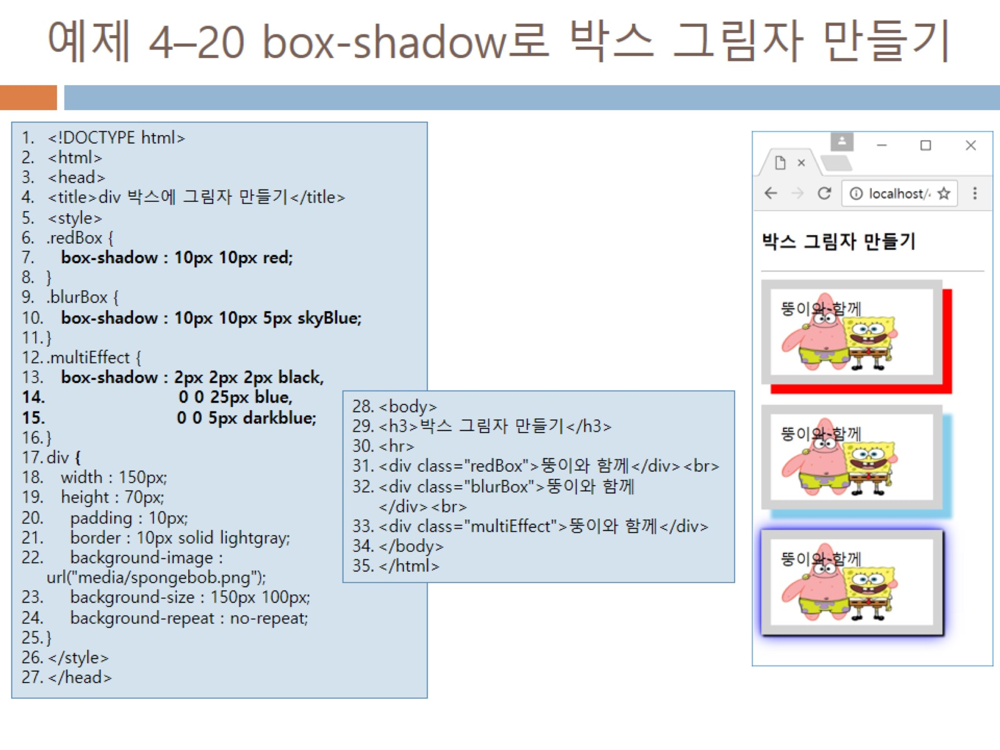 예제 4–20 box-shadow로 박스 그림자 만들기
1. <!DOCTYPE html>
2. <html>
3. <head>
4. <title>div 박스에 그림자 만들기</title>
5. <style>
6. .redBox {
7. box-shadow : 10px 10px red;
8. }
9. .blurBox {
10. box-shadow : 10px 10px 5px skyBlue;
11. }
12. .multiEffect {
13. box-shadow : 2px 2px 2px black,
14. 0 0 25px blue,
15. 0 0 5px darkblue;
16. }
17. div {
18. width : 150px;
19. height : 70px;
20. padding : 10px;
21. border : 10px solid lightgray;
22. background-image :
url("media/spongebob.png");
23. background-size : 150px 100px;
24. background-repeat : no-repeat;
25. }
26. </style>
27. </head>
28. <body>
29. <h3>박스 그림자 만들기</h3>
30. <hr>
31. <div class="redBox">뚱이와 함께</div><br>
32. <div class="blurBox">뚱이와 함께
</div><br>
33. <div class="multiEffect">뚱이와 함께</div>
34. </body>
35. </html>
localhost/
박스 그림자 만들기
뚱이와 함께
뚱이와 함께
뚱이와 함께